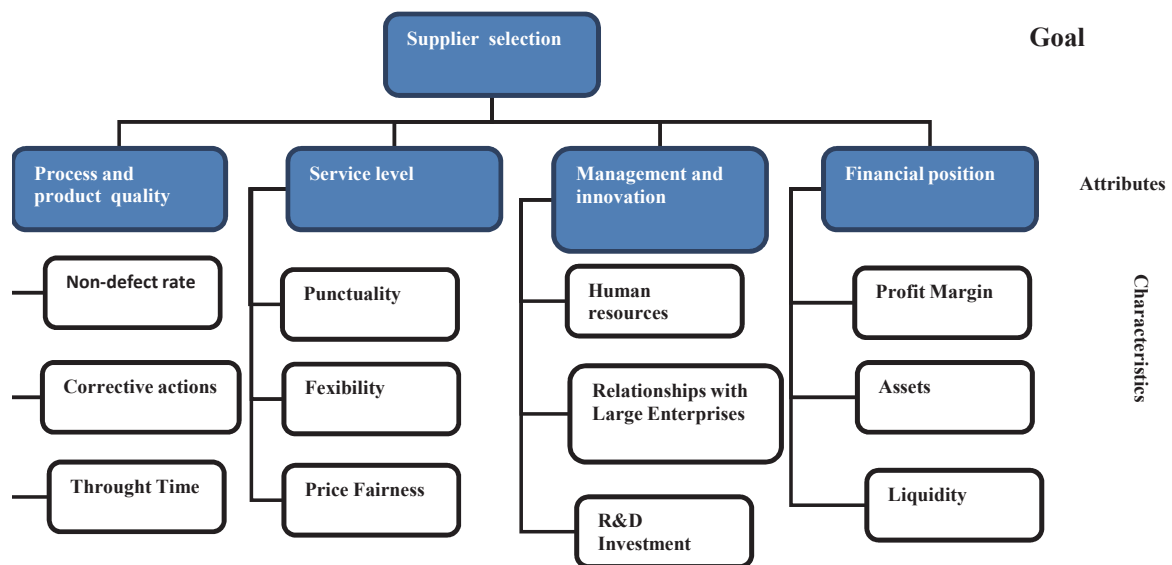 Supplier selection
Goal
Process and
product quality
Service level
Management and
innovation
Financial position
Attributes
Non-defect rate
Corrective actions
Throught Time
Punctuality
Fexibility
Price Fairness
Human
resources
Relationships with
Large Enterprises
R&D
Investment
Profit Margin
Assets
Liquidity
Characteristics